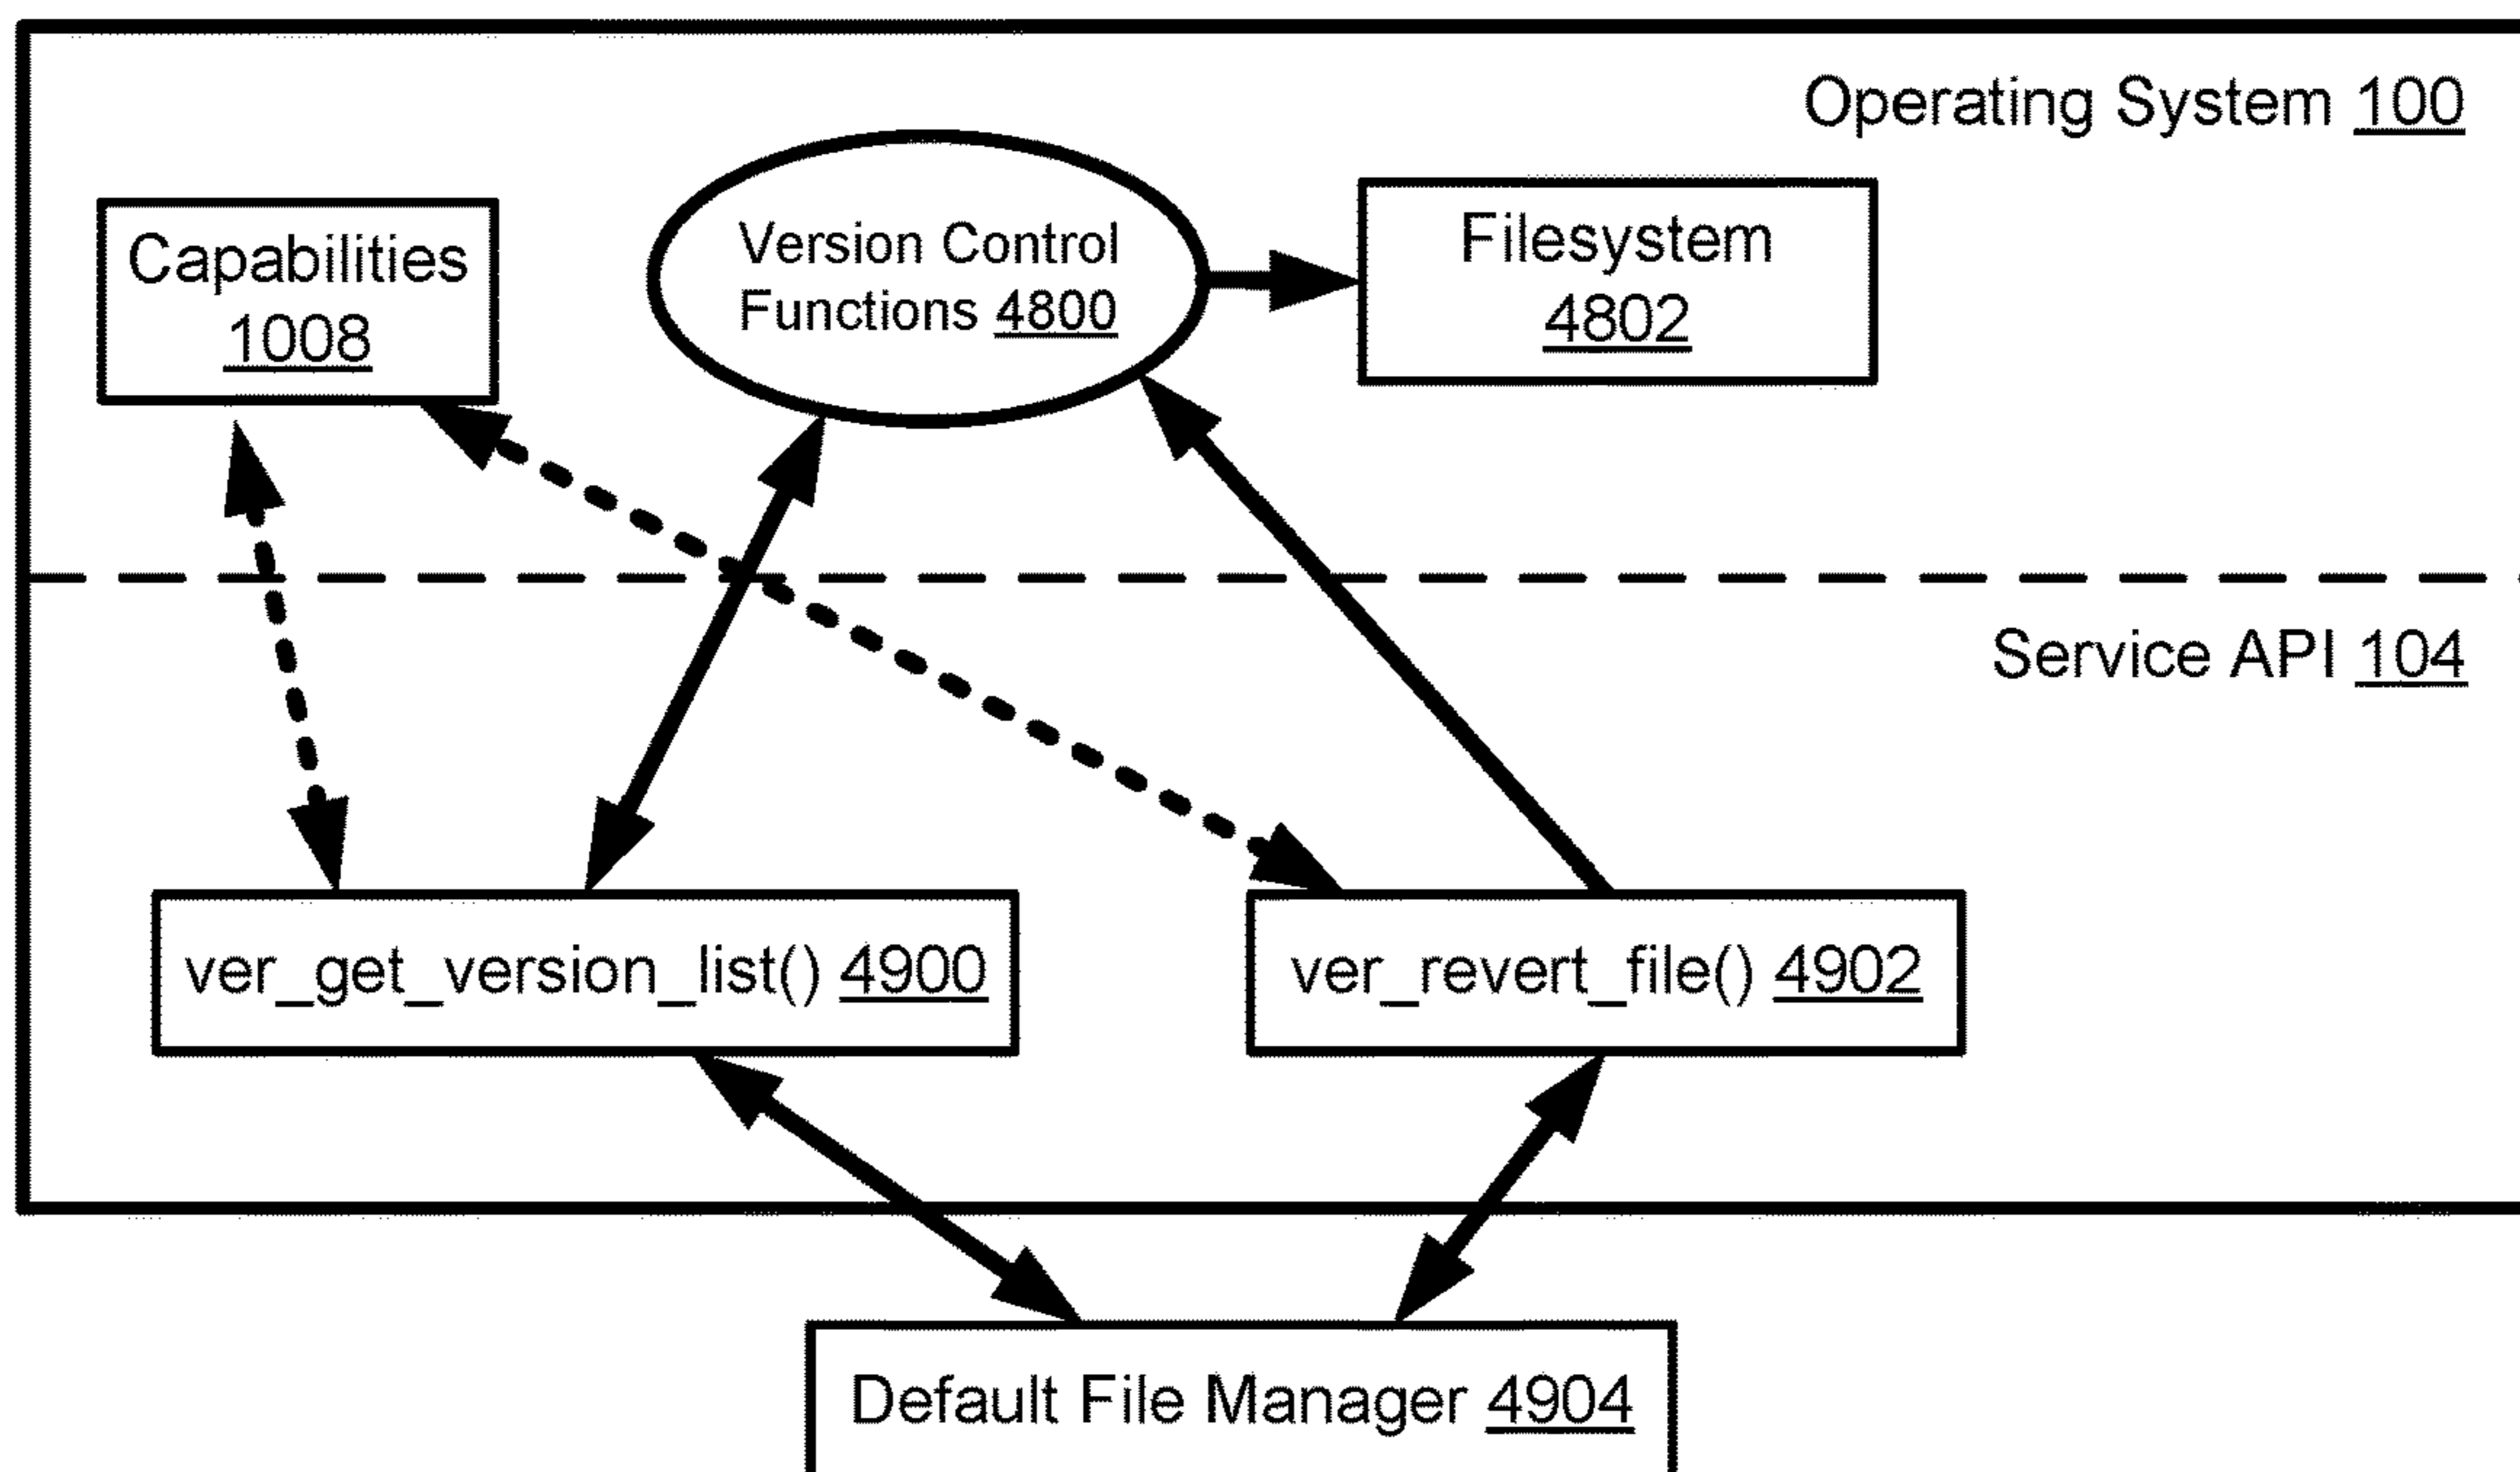 Operating System 100
Capabilities
1008
Version Control
Functions 4800
Filesystem
4802
Service API 104
ver_get_version_list() 4900
ver_revert_file() 4902
Default File Manager 4904